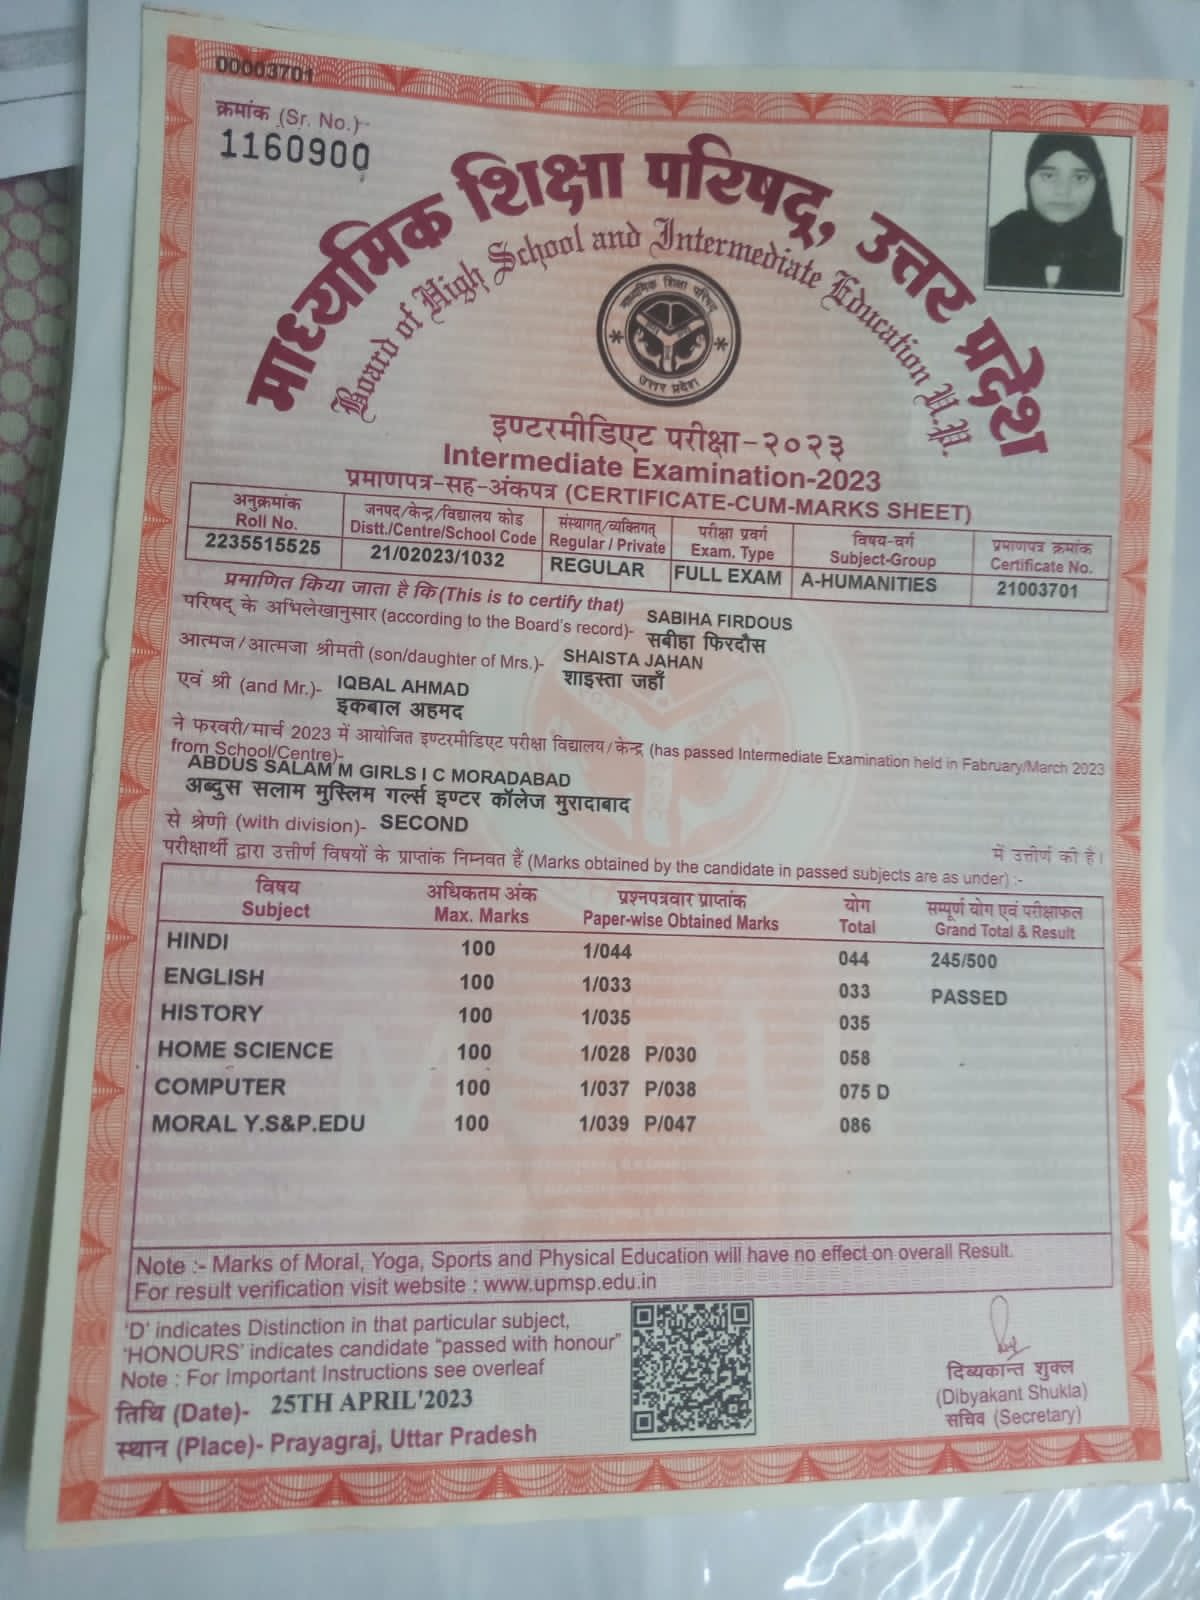 00003701
क्रमांक (Sr. No.)-
1160900
माध्यमिक शिक्षा परिषद्, उत्तर प्रदेश
Board of High School and Intermediate Education U.P.
माध्यमिक शिक्षा परिषद्
उत्तर प्रदेश
इण्टरमीडिएट परीक्षा-२०२३
Intermediate Examination-2023
प्रमाणपत्र-सह-अंकपत्र (CERTIFICATE-CUM-MARKS SHEET)
अनुक्रमांक जनपद/केन्द्र/विद्यालय कोड संस्थागत/व्यक्तिगत् परीक्षा प्रवर्ग विषय-वर्ग प्रमाणपत्र क्रमांक
Roll No. Distt./Centre/School Code Regular / Private Exam. Type Subject-Group Certificate No.
2235515525 21/02023/1032 REGULAR FULL EXAM A-HUMANITIES 21003701
प्रमाणित किया जाता है कि (This is to certify that)
परिषद् के अभिलेखानुसार (according to the Board's record)- SABIHA FIRDOUS
सबीहा फिरदौस
आत्मज/आत्मजा श्रीमती (son/daughter of Mrs.)- SHAISTA JAHAN
शाइस्ता जहाँ
एवं श्री (and Mr.)- IQBAL AHMAD
इकबाल अहमद
ने फरवरी/मार्च 2023 में आयोजित इण्टरमीडिएट परीक्षा विद्यालय/केन्द्र (has passed Intermediate Examination held in Fabruary/March 2023
from School/Centre)-
ABDUS SALAM M GIRLS I C MORADABAD
अब्दुस सलाम मुस्लिम गर्ल्स इण्टर कॉलेज मुरादाबाद
से श्रेणी (with division)- SECOND
में उत्तीर्ण की है।
परीक्षार्थी द्वारा उत्तीर्ण विषयों के प्राप्तांक निम्नवत हैं (Marks obtained by the candidate in passed subjects are as under) :-
विषय अधिकतम अंक प्रश्नपत्रवार प्राप्तांक योग सम्पूर्ण योग एवं परीक्षाफल
Subject Max. Marks Paper-wise Obtained Marks Total Grand Total & Result
HINDI 100 1/044 044 245/500
ENGLISH 100 1/033 033 PASSED
HISTORY 100 1/035 035
HOME SCIENCE 100 1/028 P/030 058
COMPUTER 100 1/037 P/038 075 D
MORAL Y.S&P.EDU 100 1/039 P/047 086
Note :- Marks of Moral, Yoga, Sports and Physical Education will have no effect on overall Result.
For result verification visit website : www.upmsp.edu.in
'D' indicates Distinction in that particular subject,
'HONOURS' indicates candidate "passed with honour"
Note : For Important Instructions see overleaf
तिथि (Date)- 25TH APRIL'2023
स्थान (Place)- Prayagraj, Uttar Pradesh
दिव्यकान्त शुक्ल
(Dibyakant Shukla)
सचिव (Secretary)